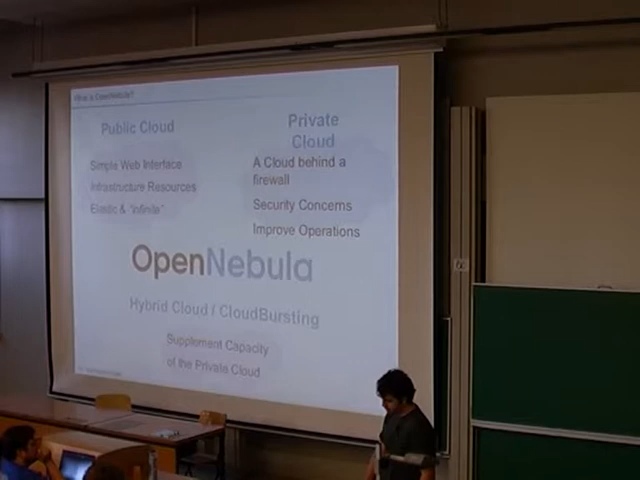 What is OpenNebula?
Public Cloud
Private
Cloud
Simple Web Interface
Infrastructure Resources
Elastic & "infinite"
A Cloud behind a
firewall
Security Concerns
Improve Operations
OpenNebula
Hybrid Cloud / CloudBursting
Supplement Capacity
of the Private Cloud